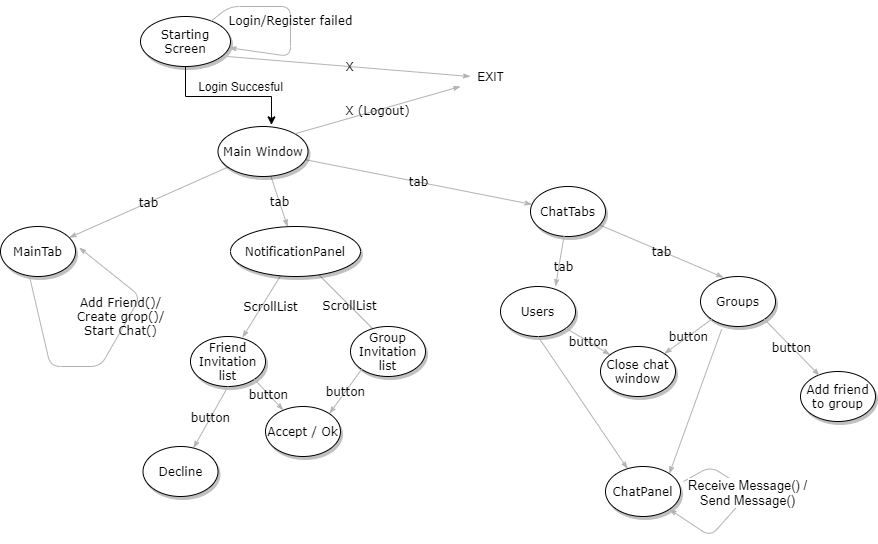 Login/Register failed
Starting
Screen
X
EXIT
Login Succesful
X (Logout)
Main Window
tab
tab
tab
ChatTabs
MainTab
NotificationPanel
tab
tab
Add Friend()/
Create grop()/
Start Chat()
ScrollList
ScrollList
Users
Groups
Friend
Invitation
list
Group
Invitation
list
button
button
button
Close chat
window
Add friend
to group
button
button
button
Accept / Ok
Decline
ChatPanel
Receive Message() /
Send Message()